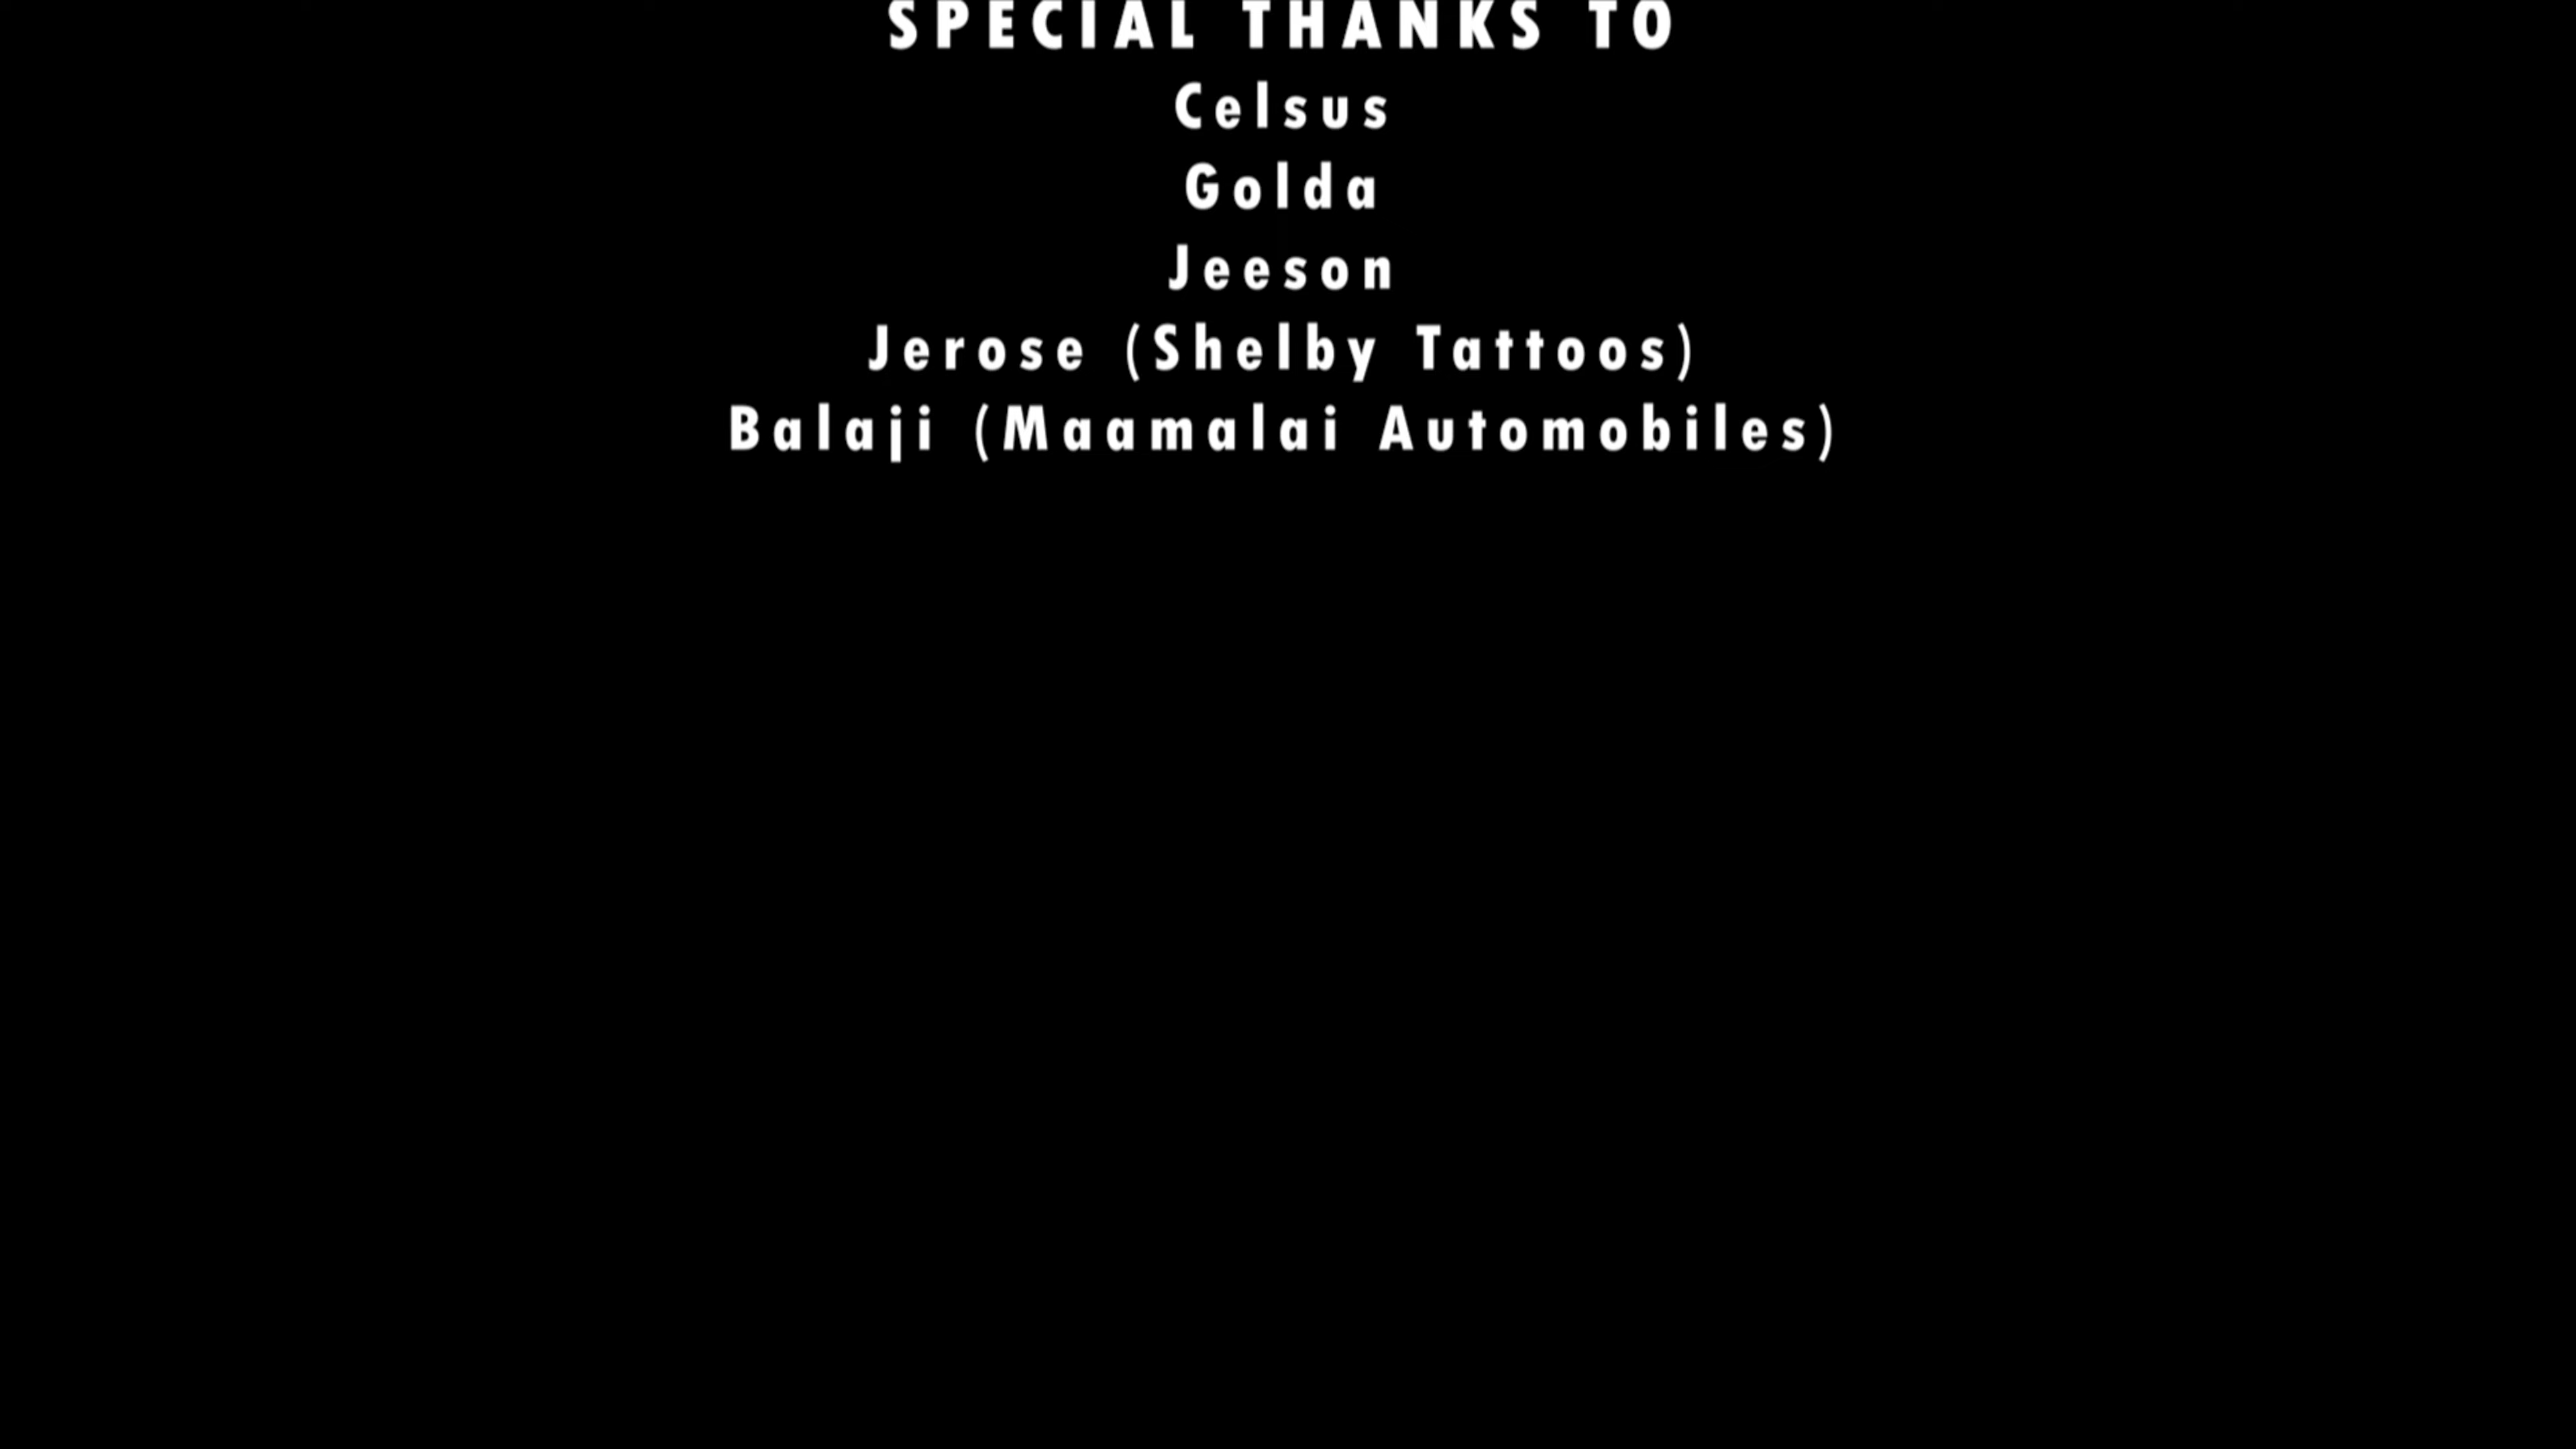 SPECIAL THANKS TO
Celsus
Golda
Jeeson
Jerose (Shelby Tattoos)
Balaji (Maamalai Automobiles)